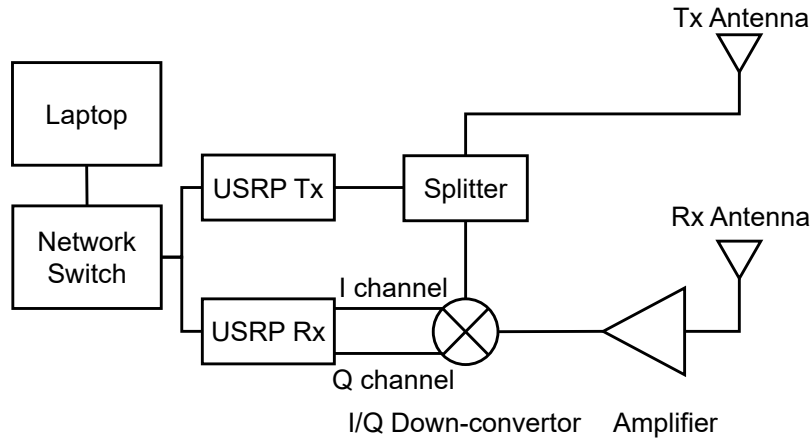 Tx Antenna
Laptop
USRP Tx
Splitter
Network
Switch
Rx Antenna
I channel
USRP Rx
Q channel
I/Q Down-convertor
Amplifier